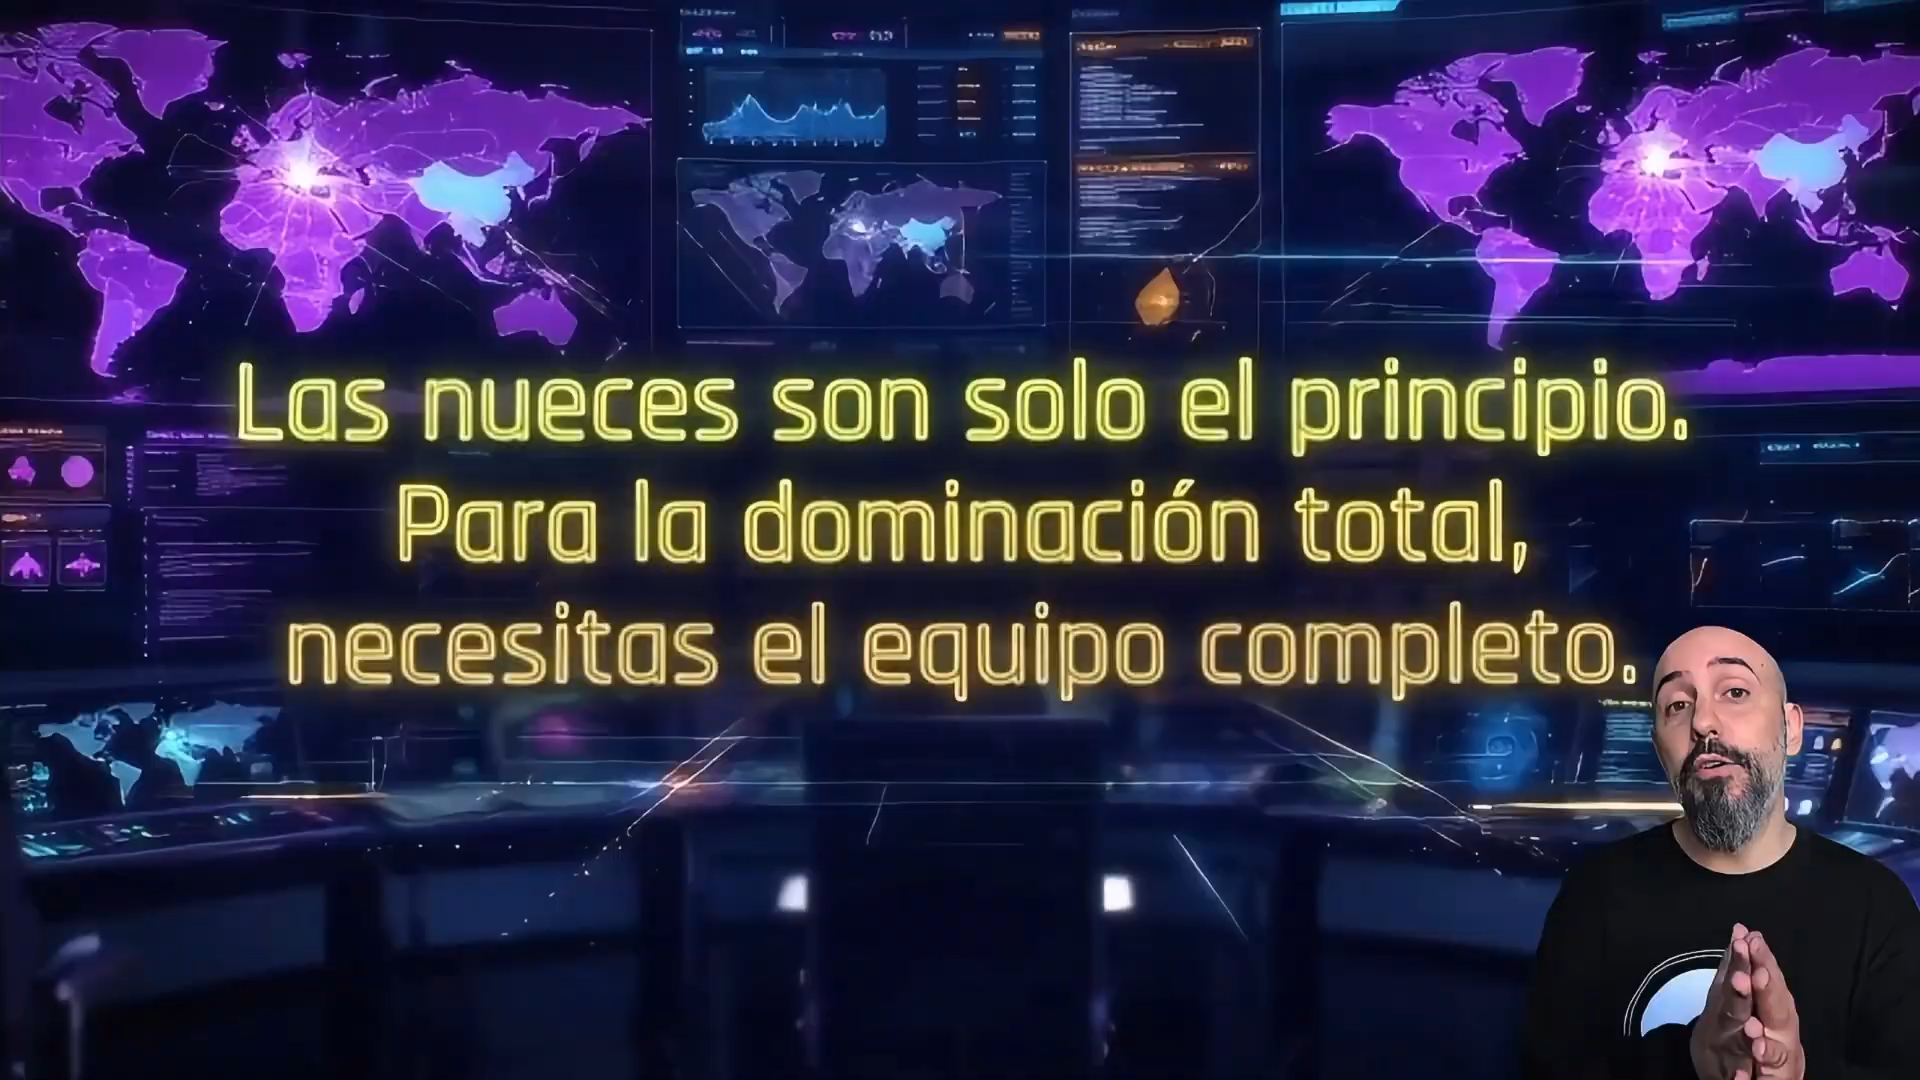 Las nueces son solo el principio.
Para la dominación total,
necesitas el equipo completo.